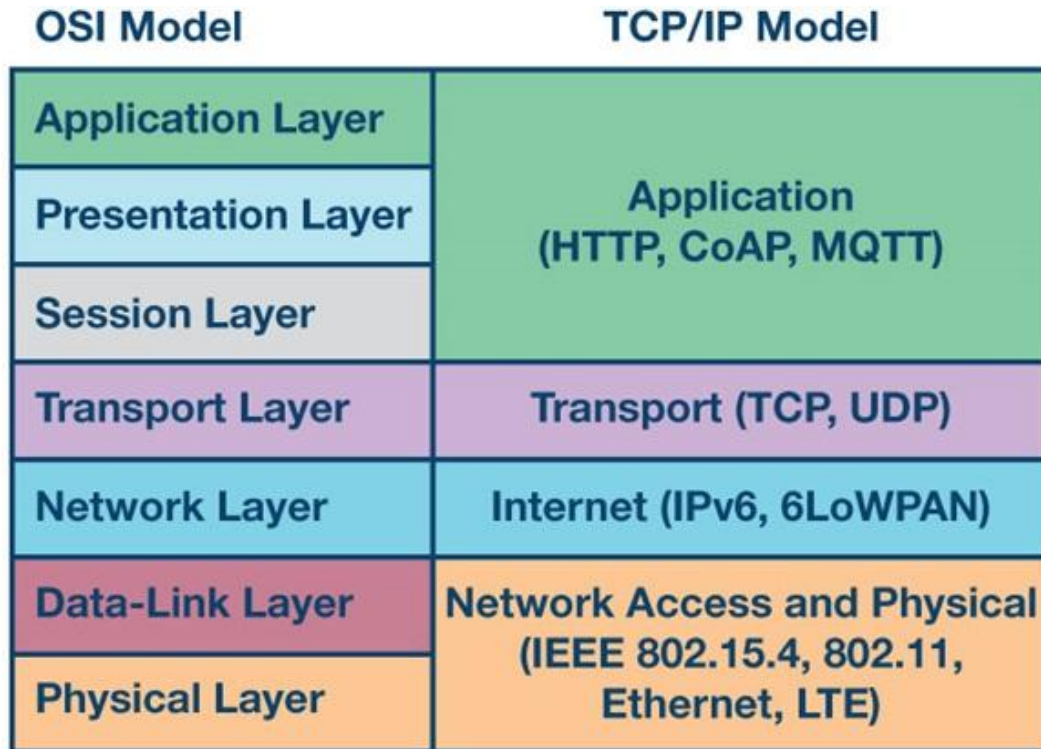 OSI Model
TCP/IP Model
Application Layer
Presentation Layer
Session Layer
Transport Layer
Network Layer
Data-Link Layer
Physical Layer
Application
(HTTP, CoAP, MQTT)
Transport (TCP, UDP)
Internet (IPv6, 6LoWPAN)
Network Access and Physical
(IEEE 802.15.4, 802.11,
Ethernet, LTE)